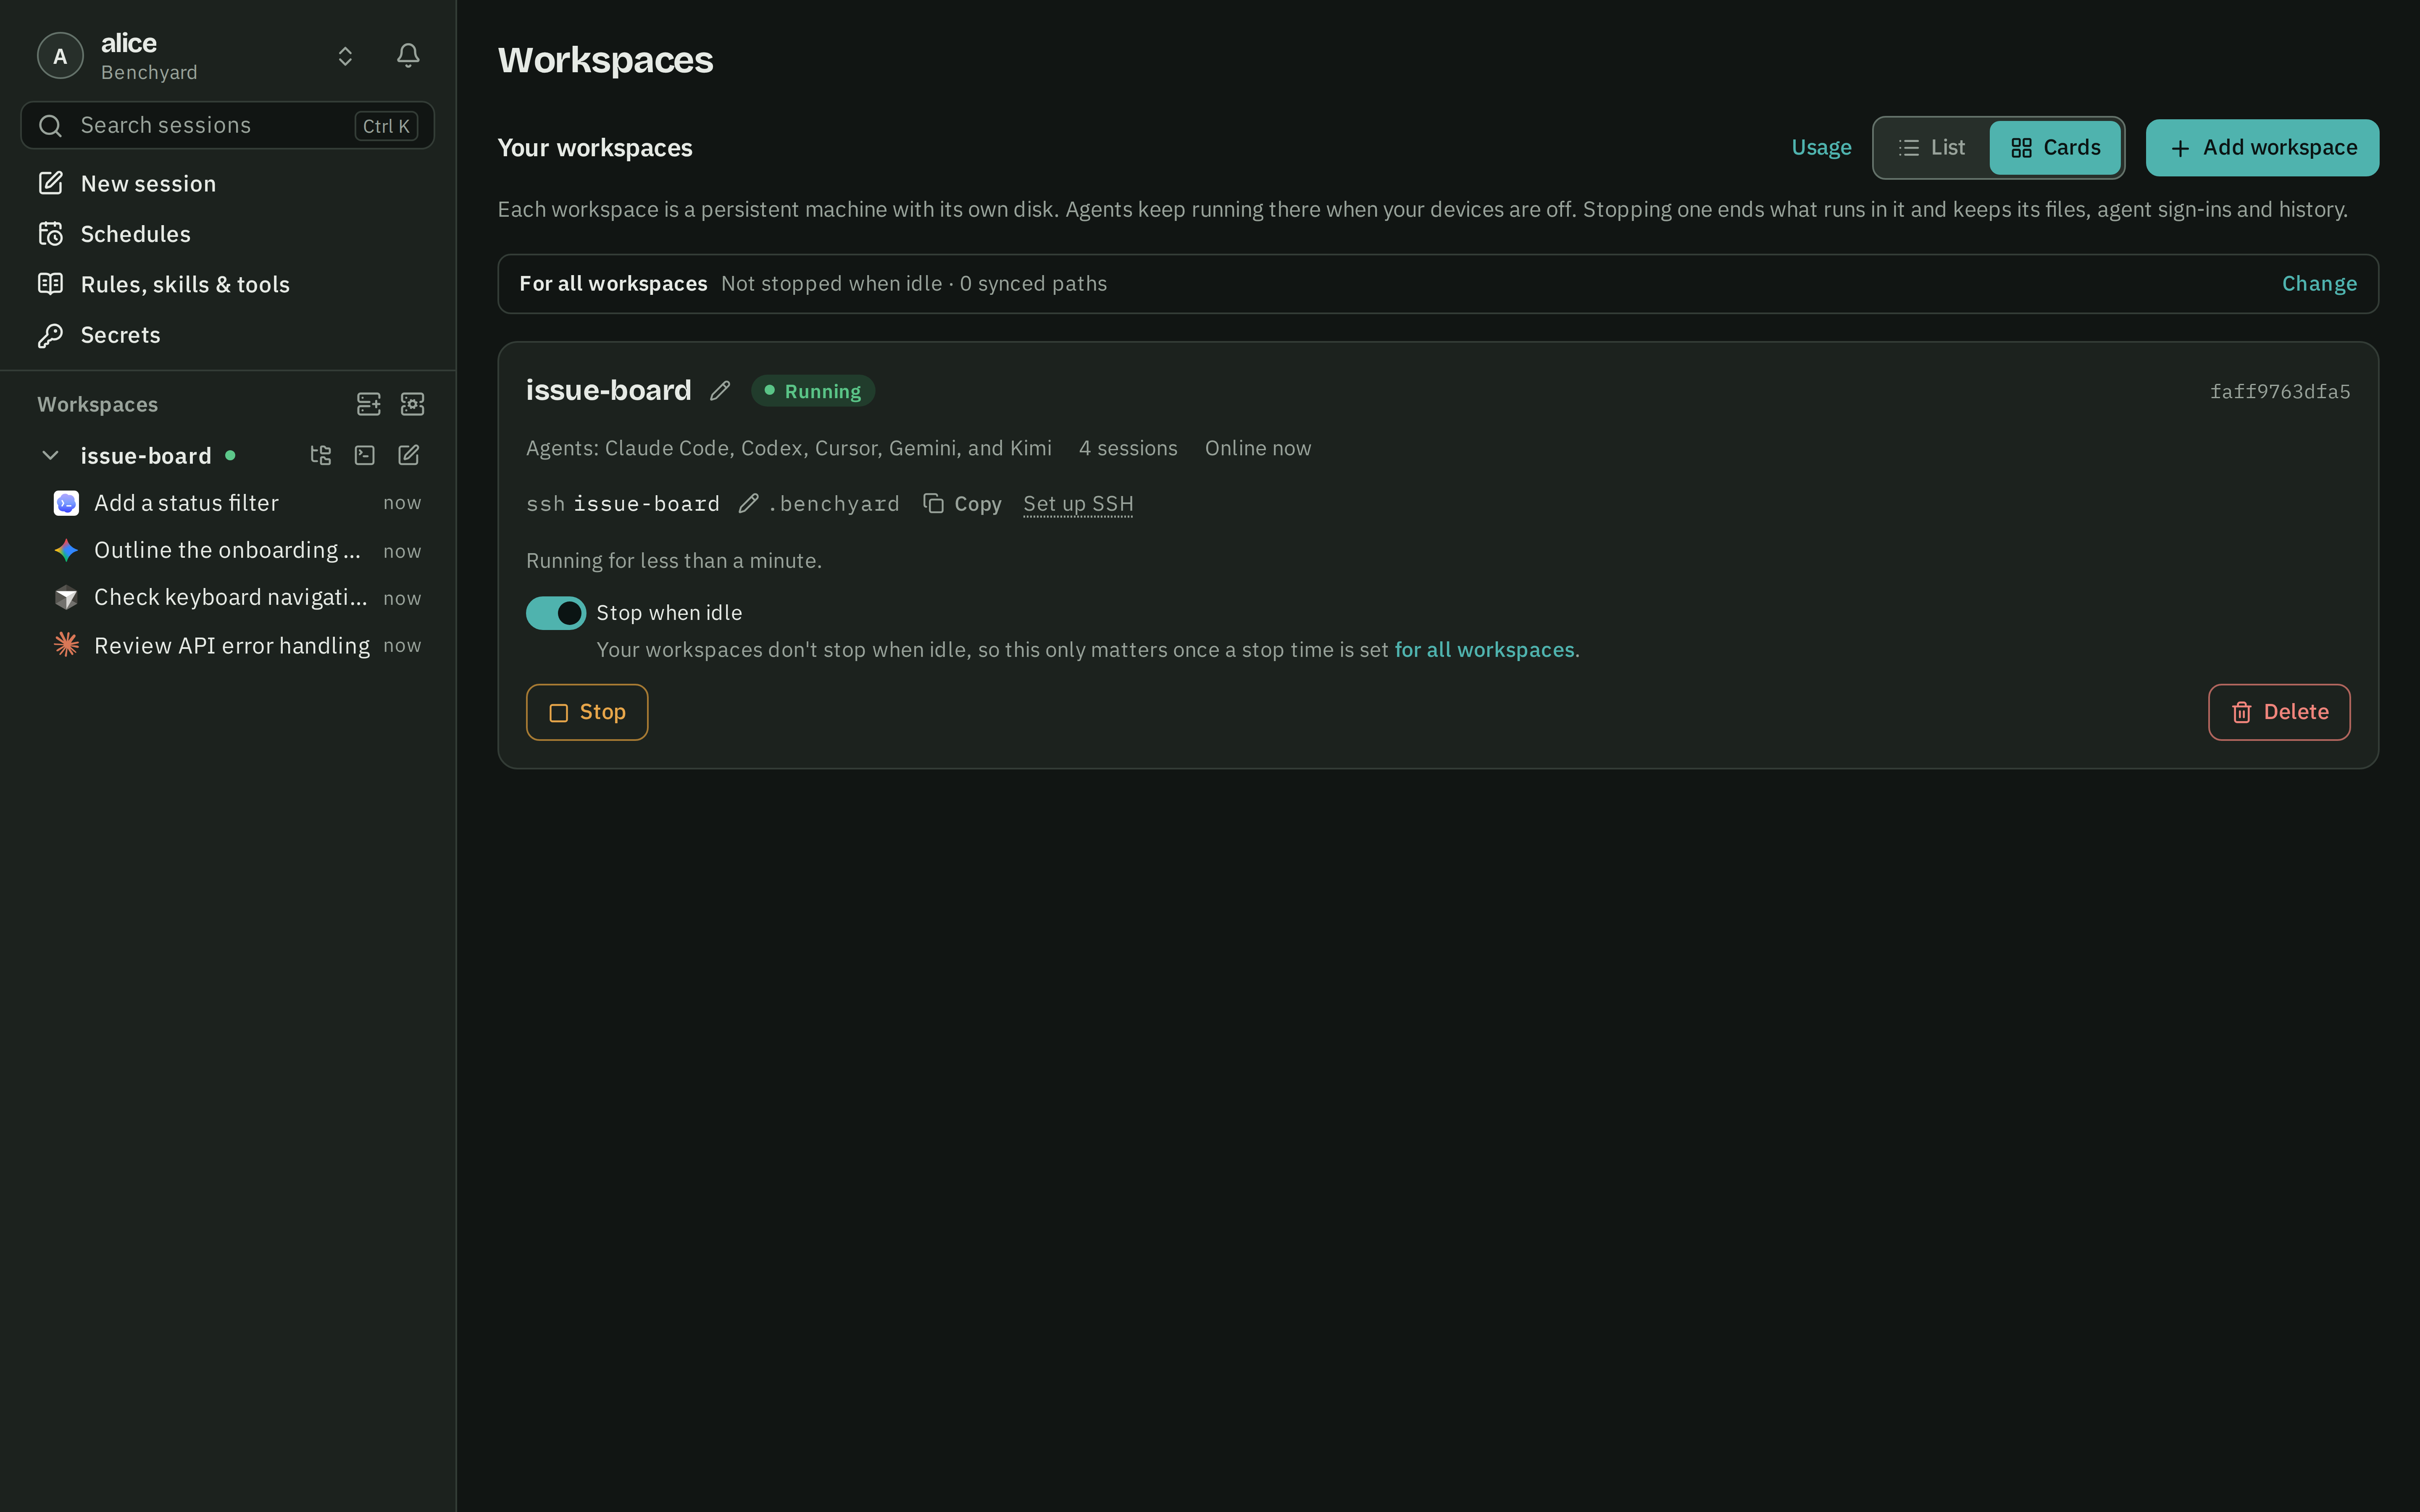 A
alice
Benchyard
Search sessions
Ctrl K
New session
Schedules
Rules, skills & tools
Secrets
Workspaces
issue-board
Add a status filter now
Outline the onboarding ... now
Check keyboard navigati... now
Review API error handling now
Workspaces
Your workspaces
Usage
List
Cards
Add workspace
Each workspace is a persistent machine with its own disk. Agents keep running there when your devices are off. Stopping one ends what runs in it and keeps its files, agent sign-ins and history.
For all workspaces Not stopped when idle · 0 synced paths
Change
issue-board
Running
faff9763dfa5
Agents: Claude Code, Codex, Cursor, Gemini, and Kimi 4 sessions Online now
ssh issue-board .benchyard Copy Set up SSH
Running for less than a minute.
Stop when idle
Your workspaces don't stop when idle, so this only matters once a stop time is set for all workspaces.
Stop
Delete